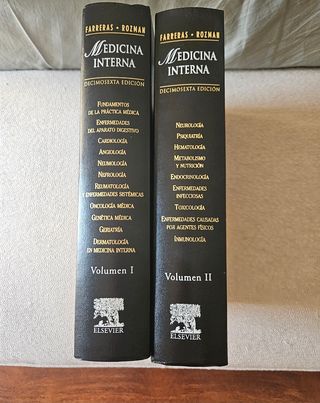 FARRERAS • ROZMAN
MEDICINA
INTERNA
DECIMOSEXTA EDICIÓN
FUNDAMENTOS
DE LA PRÁCTICA MÉDICA
ENFERMEDADES
DEL APARATO DIGESTIVO
CARDIOLOGÍA
ANGIOLOGÍA
NEUMOLOGÍA
NEFROLOGÍA
REUMATOLOGÍA
Y ENFERMEDADES SISTÉMICAS
ONCOLOGÍA MÉDICA
GENÉTICA MÉDICA
GERIATRÍA
DERMATOLOGÍA
EN MEDICINA INTERNA
Volumen I
ELSEVIER
FARRERAS • ROZMAN
MEDICINA
INTERNA
DECIMOSEXTA EDICIÓN
NEUROLOGÍA
PSIQUIATRÍA
HEMATOLOGÍA
METABOLISMO
Y NUTRICIÓN
ENDOCRINOLOGÍA
ENFERMEDADES
INFECCIOSAS
TOXICOLOGÍA
ENFERMEDADES CAUSADAS
POR AGENTES FÍSICOS
INMUNOLOGÍA
Volumen II
ELSEVIER